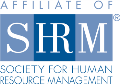 AFFILIATE OF
SHRM®
SOCIETY FOR HUMAN
RESOURCE MANAGEMENT